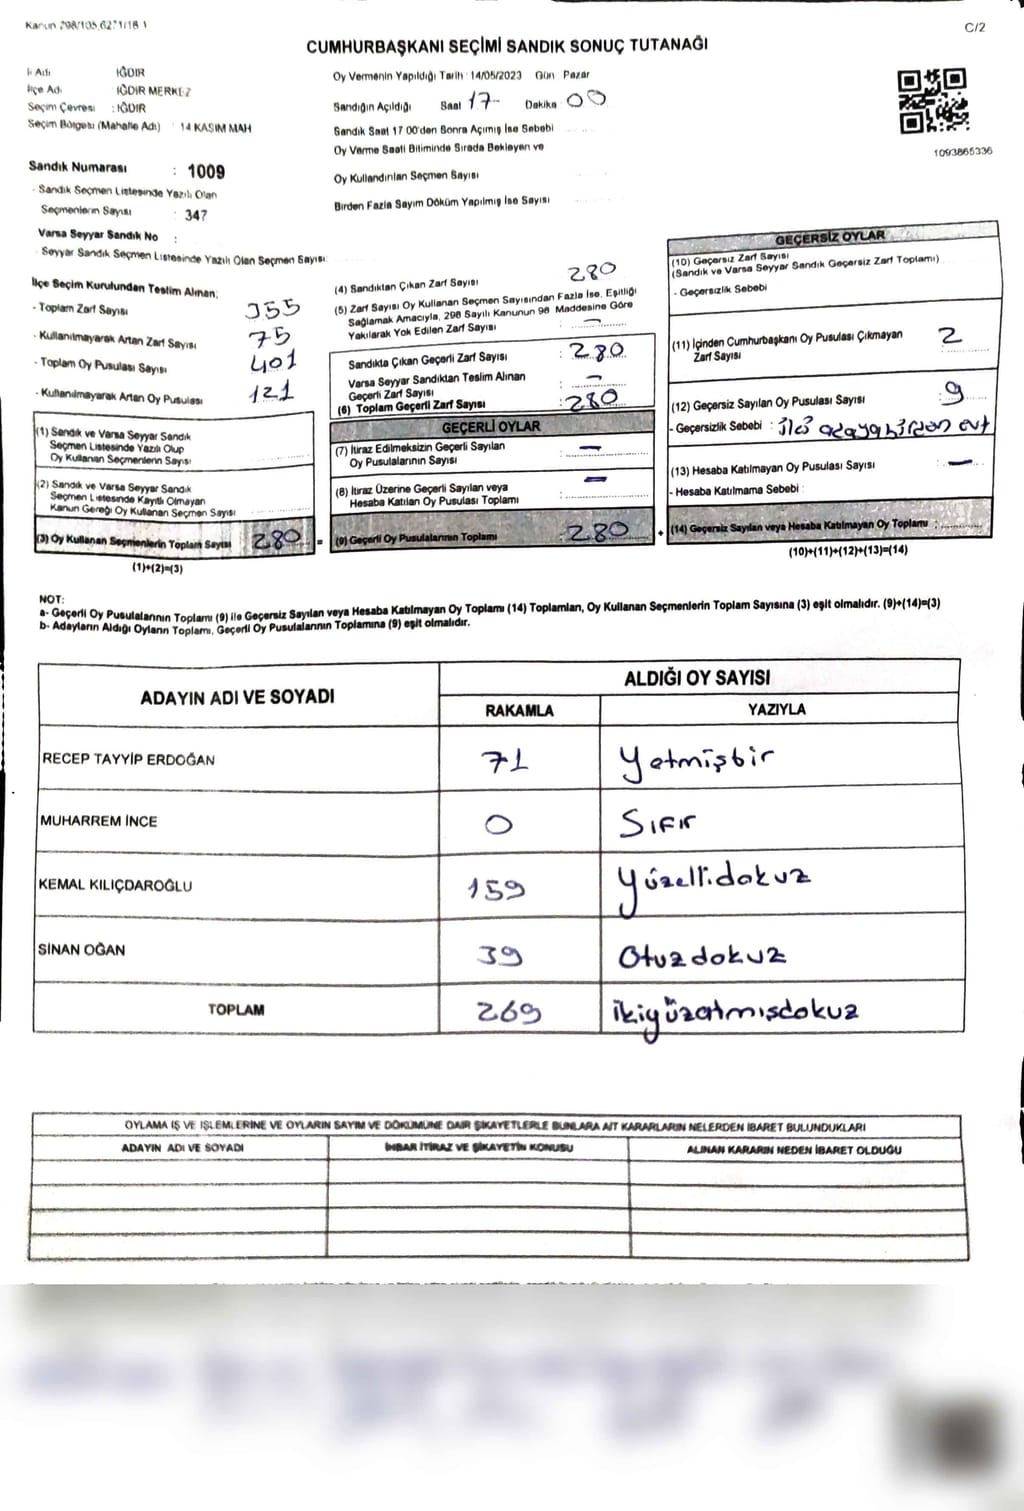 Kanun 298/105,6271/18 1
C/2
CUMHURBAŞKANI SEÇİMİ SANDIK SONUÇ TUTANAĞI
İl Adı : IĞDIR
İlçe Adı : IĞDIR MERKEZ
Seçim Çevresi : IĞDIR
Seçim Bölgesi (Mahalle Adı) : 14 KASIM MAH
Sandık Numarası : 1009
- Sandık Seçmen Listesinde Yazılı Olan
Seçmenlerin Sayısı : 347
Varsa Seyyar Sandık No :
- Seyyar Sandık Seçmen Listesinde Yazılı Olan Seçmen Sayısı:
Oy Vermenin Yapıldığı Tarih : 14/05/2023 Gün Pazar
Sandığın Açıldığı Saat 17 - Dakika 00
Sandık Saat 17 00'den Sonra Açılmış İse Sebebi
Oy Verme Saati Bitiminde Sırada Bekleyen ve
Oy Kullandırılan Seçmen Sayısı
Birden Fazla Sayım Döküm Yapılmış İse Sayısı
1093865336
İlçe Seçim Kurulundan Teslim Alınan;
- Toplam Zarf Sayısı 355
- Kullanılmayarak Artan Zarf Sayısı 75
- Toplam Oy Pusulası Sayısı 401
- Kullanılmayarak Artan Oy Pusulası 121
(1) Sandık ve Varsa Seyyar Sandık
Seçmen Listesinde Yazılı Olup
Oy Kullanan Seçmenlerin Sayısı
(2) Sandık ve Varsa Seyyar Sandık
Seçmen Listesinde Kayıtlı Olmayan
Kanun Gereği Oy Kullanan Seçmen Sayısı
(3) Oy Kullanan Seçmenlerin Toplam Sayısı 280 =
(1)+(2)=(3)
(4) Sandıktan Çıkan Zarf Sayısı 280
(5) Zarf Sayısı Oy Kullanan Seçmen Sayısından Fazla İse, Eşitliği
Sağlamak Amacıyla, 298 Sayılı Kanunun 98 Maddesine Göre
Yakılarak Yok Edilen Zarf Sayısı : -
Sandıkta Çıkan Geçerli Zarf Sayısı : 280
Varsa Seyyar Sandıktan Teslim Alınan
Geçerli Zarf Sayısı : -
(6) Toplam Geçerli Zarf Sayısı : 280
GEÇERLİ OYLAR
(7) İtiraz Edilmeksizin Geçerli Sayılan
Oy Pusulalarının Sayısı : -
(8) İtiraz Üzerine Geçerli Sayılan veya
Hesaba Katılan Oy Pusulası Toplamı : -
(9) Geçerli Oy Pusulalarının Toplamı : 280 +
GEÇERSİZ OYLAR
(10) Geçersiz Zarf Sayısı
(Sandık ve Varsa Seyyar Sandık Geçersiz Zarf Toplamı)
- Geçersizlik Sebebi
(11) İçinden Cumhurbaşkanı Oy Pusulası Çıkmayan
Zarf Sayısı 2
(12) Geçersiz Sayılan Oy Pusulası Sayısı : 9
- Geçersizlik Sebebi : İki adaya birden evt
(13) Hesaba Katılmayan Oy Pusulası Sayısı : -
- Hesaba Katılmama Sebebi :
(14) Geçersiz Sayılan veya Hesaba Katılmayan Oy Toplamı :
(10)+(11)+(12)+(13)=(14)
NOT:
a- Geçerli Oy Pusulalarının Toplamı (9) ile Geçersiz Sayılan veya Hesaba Katılmayan Oy Toplamı (14) Toplamları, Oy Kullanan Seçmenlerin Toplam Sayısına (3) eşit olmalıdır. (9)+(14)=(3)
b- Adayların Aldığı Oyların Toplamı, Geçerli Oy Pusulalarının Toplamına (9) eşit olmalıdır.
ADAYIN ADI VE SOYADI ALDIĞI OY SAYISI
RAKAMLA YAZIYLA
RECEP TAYYİP ERDOĞAN 71 Yetmişbir
MUHARREM İNCE 0 Sıfır
KEMAL KILIÇDAROĞLU 159 Yüzellidokuz
SİNAN OĞAN 39 Otuzdokuz
TOPLAM 269 ikiyüzatmışdokuz
OYLAMA İŞ VE İŞLEMLERİNE VE OYLARIN SAYIM VE DÖKÜMÜNE DAİR ŞİKAYETLERLE BUNLARA AİT KARARLARIN NELERDEN İBARET BULUNDUKLARI
ADAYIN ADI VE SOYADI İHBAR İTİRAZ VE ŞİKAYETİN KONUSU ALINAN KARARIN NEDEN İBARET OLDUĞU